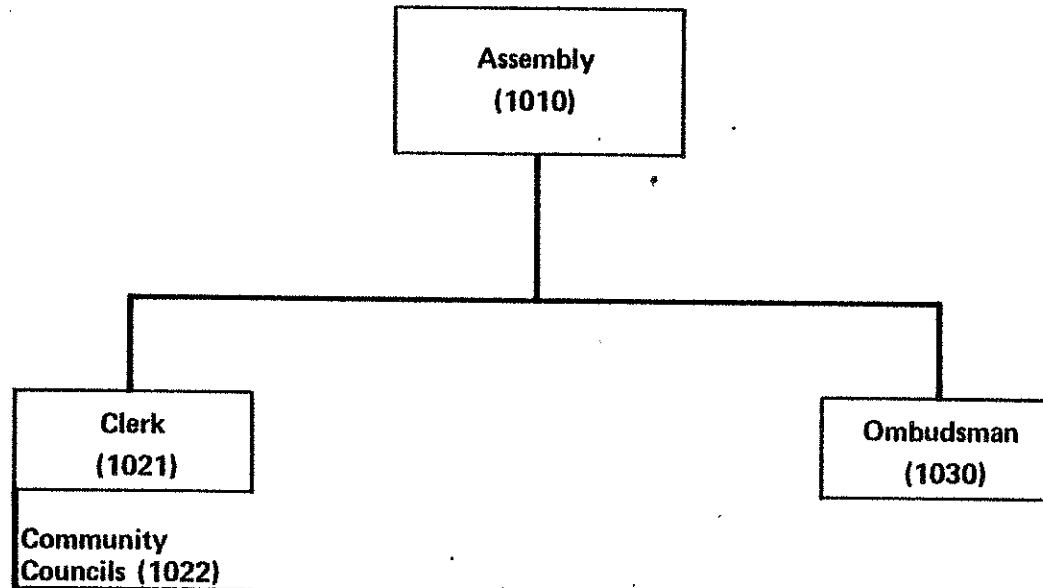 Assembly
(1010)
Clerk
(1021)
Ombudsman
(1030)
Community
Councils (1022)